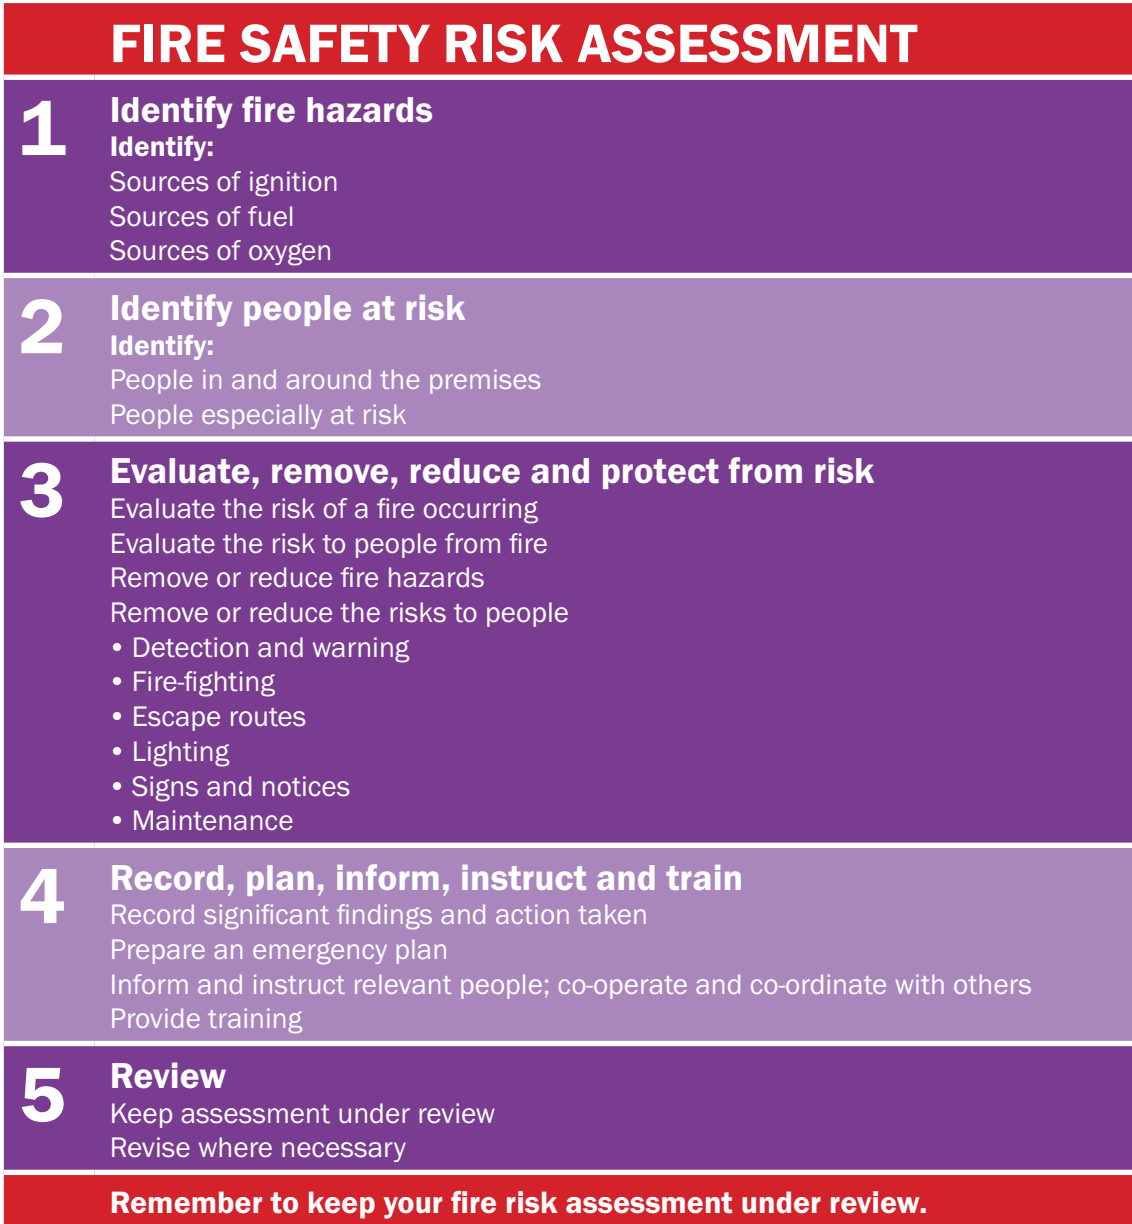 FIRE SAFETY RISK ASSESSMENT
1
Identify fire hazards
Identify:
Sources of ignition
Sources of fuel
Sources of oxygen
2
Identify people at risk
Identify:
People in and around the premises
People especially at risk
3
Evaluate, remove, reduce and protect from risk
Evaluate the risk of a fire occurring
Evaluate the risk to people from fire
Remove or reduce fire hazards
Remove or reduce the risks to people
• Detection and warning
• Fire-fighting
• Escape routes
• Lighting
• Signs and notices
• Maintenance
4
Record, plan, inform, instruct and train
Record significant findings and action taken
Prepare an emergency plan
Inform and instruct relevant people; co-operate and co-ordinate with others
Provide training
5
Review
Keep assessment under review
Revise where necessary
Remember to keep your fire risk assessment under review.